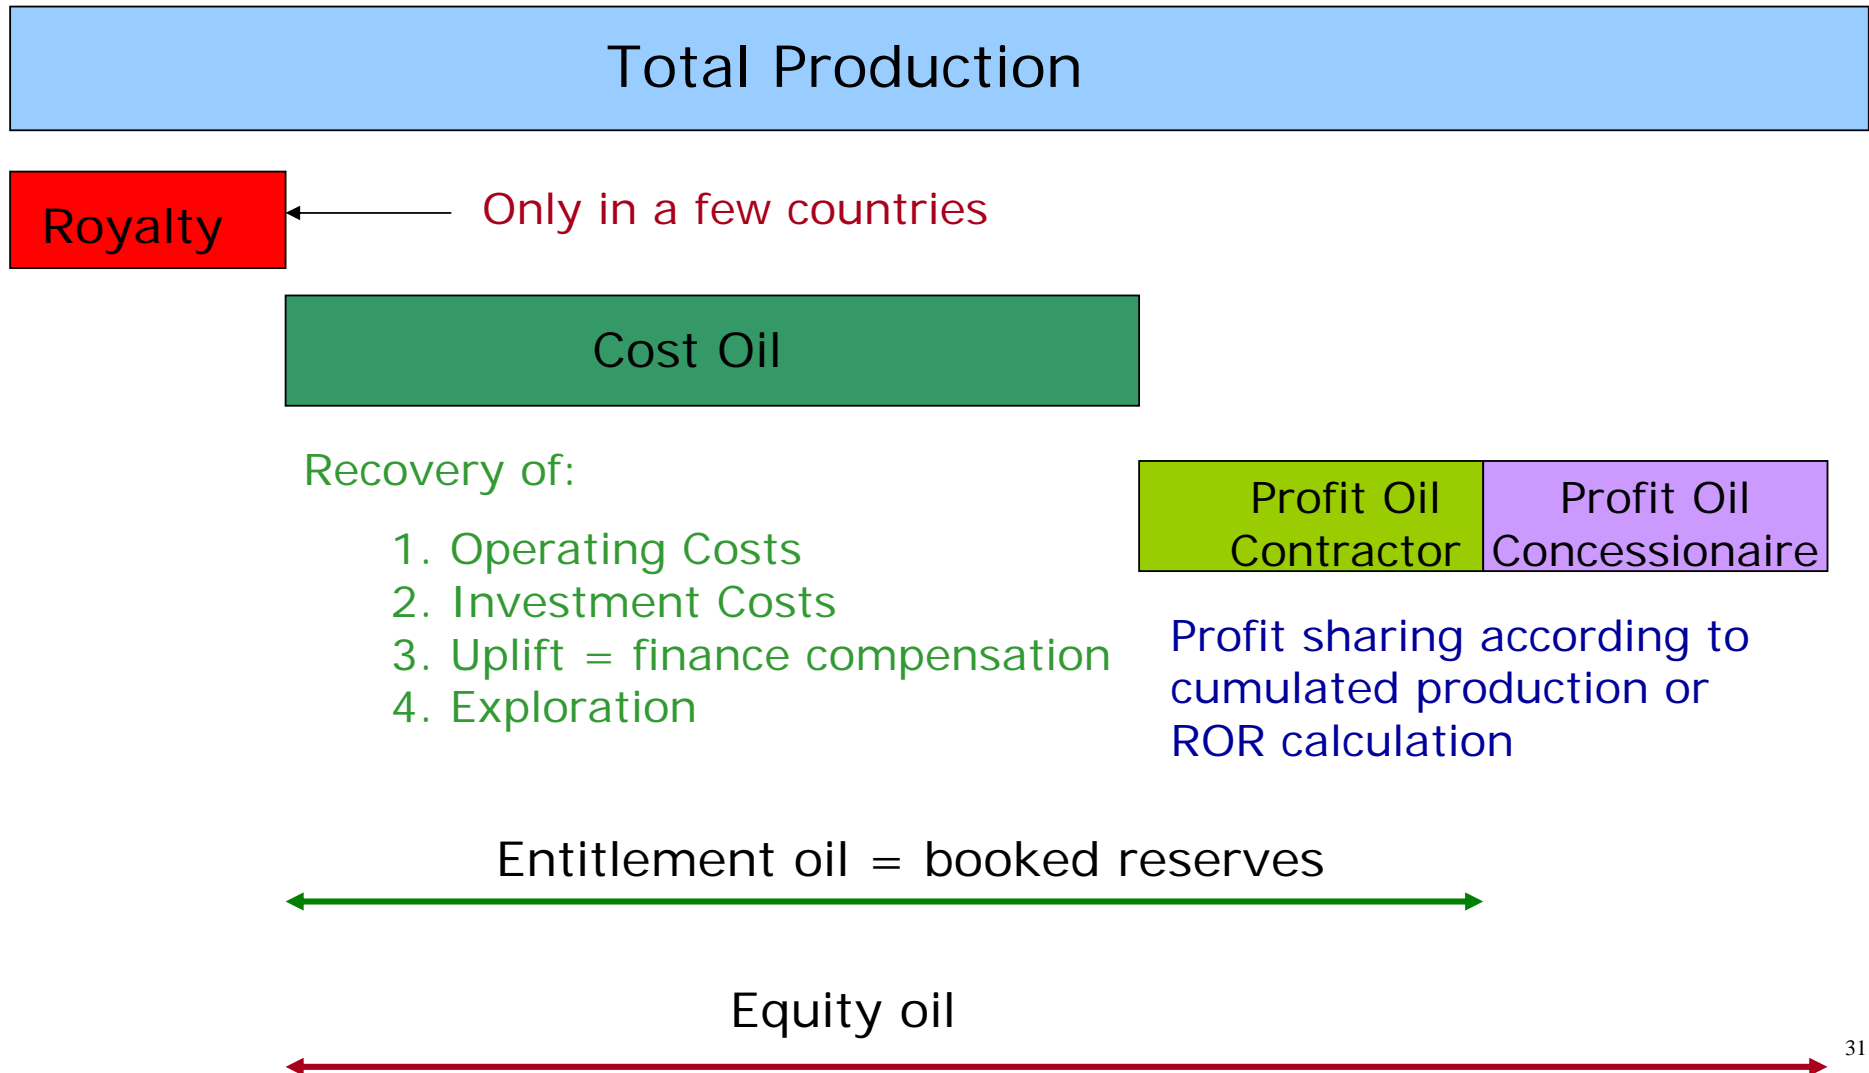 Total Production
Royalty
Only in a few countries
Cost Oil
Recovery of:
1. Operating Costs
2. Investment Costs
3. Uplift = finance compensation
4. Exploration
Profit Oil
Contractor
Profit Oil
Concessionaire
Profit sharing according to
cumulated production or
ROR calculation
Entitlement oil = booked reserves
Equity oil
31